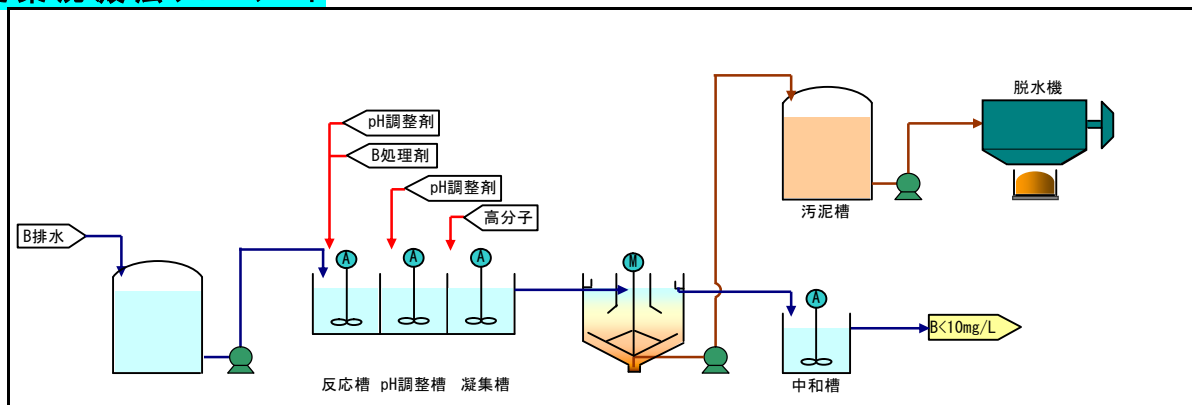 pH調整剤
B処理剤
pH調整剤
高分子
B排水
A
A
A
M
A
脱水機
汚泥槽
B<10mg/L
反応槽
pH調整槽
凝集槽
中和槽